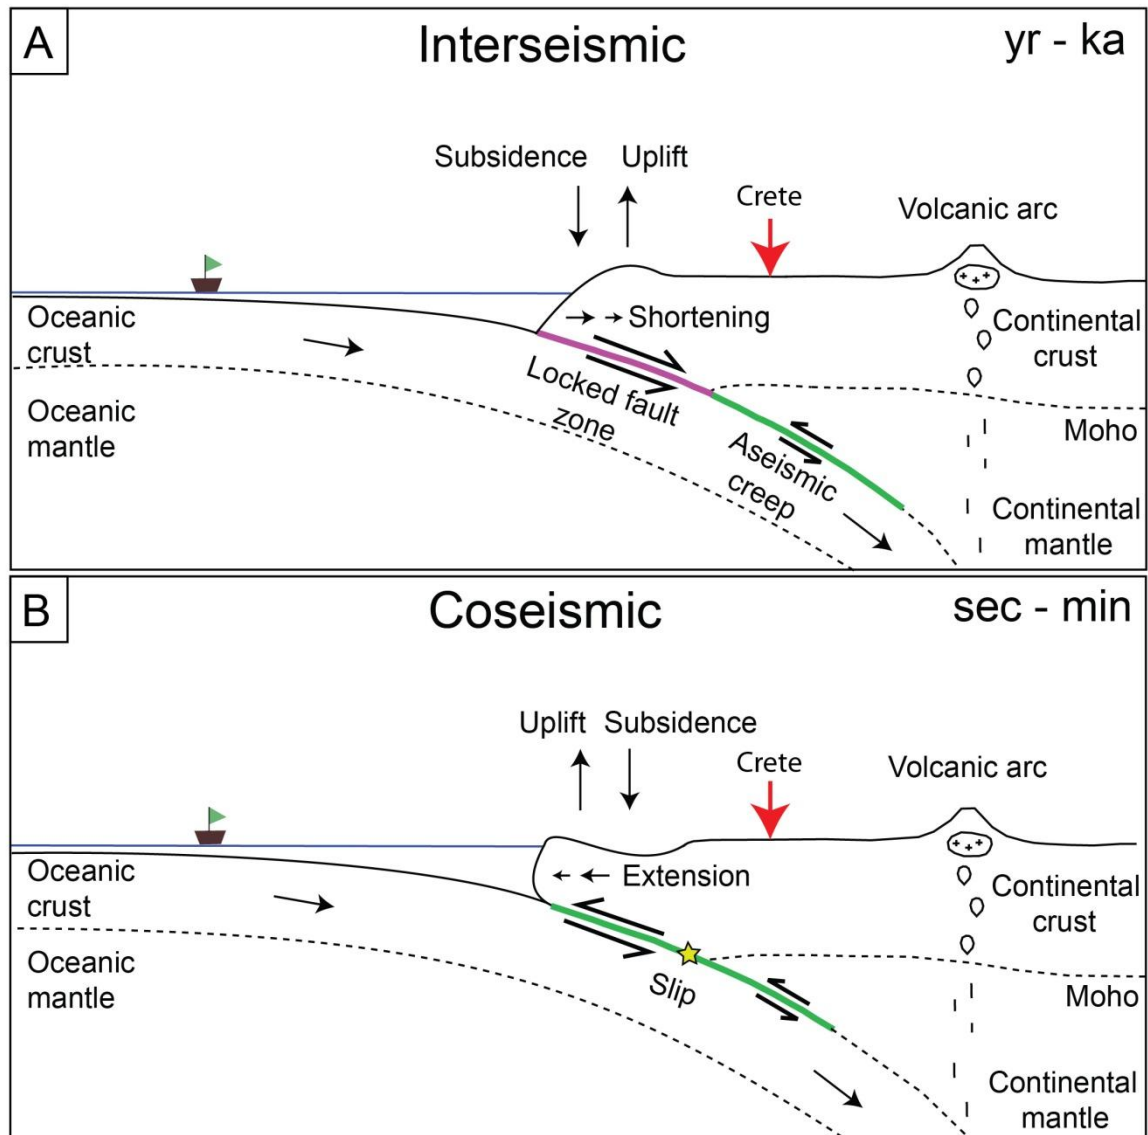 A
Interseismic
yr - ka
Subsidence
Uplift
Crete
Volcanic arc
Oceanic
crust
Shortening
Continental
crust
Locked fault
zone
Oceanic
mantle
Moho
Aseismic
creep
Continental
mantle
B
Coseismic
sec - min
Uplift
Subsidence
Crete
Volcanic arc
Oceanic
crust
Extension
Continental
crust
Oceanic
mantle
Slip
Moho
Continental
mantle